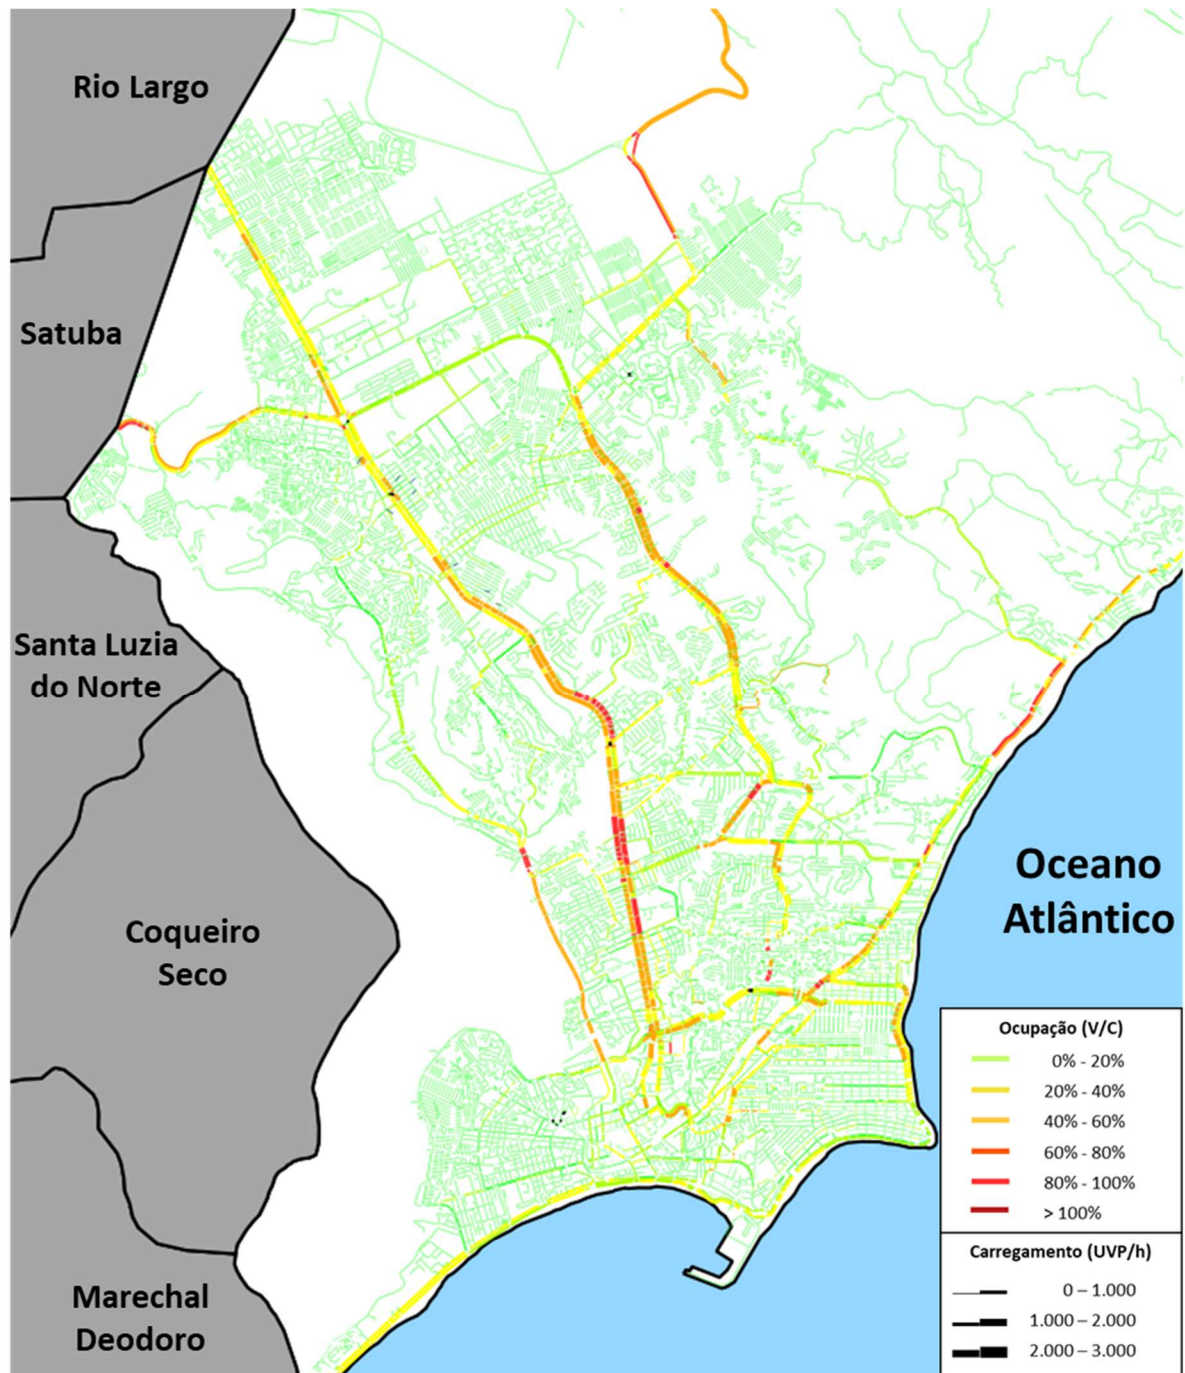 Rio Largo
Satuba
Santa Luzia
do Norte
Coqueiro
Seco
Marechal
Deodoro
Oceano
Atlântico
Ocupação (V/C)
0% - 20%
20% - 40%
40% - 60%
60% - 80%
80% - 100%
> 100%
Carregamento (UVP/h)
0 – 1.000
1.000 – 2.000
2.000 – 3.000